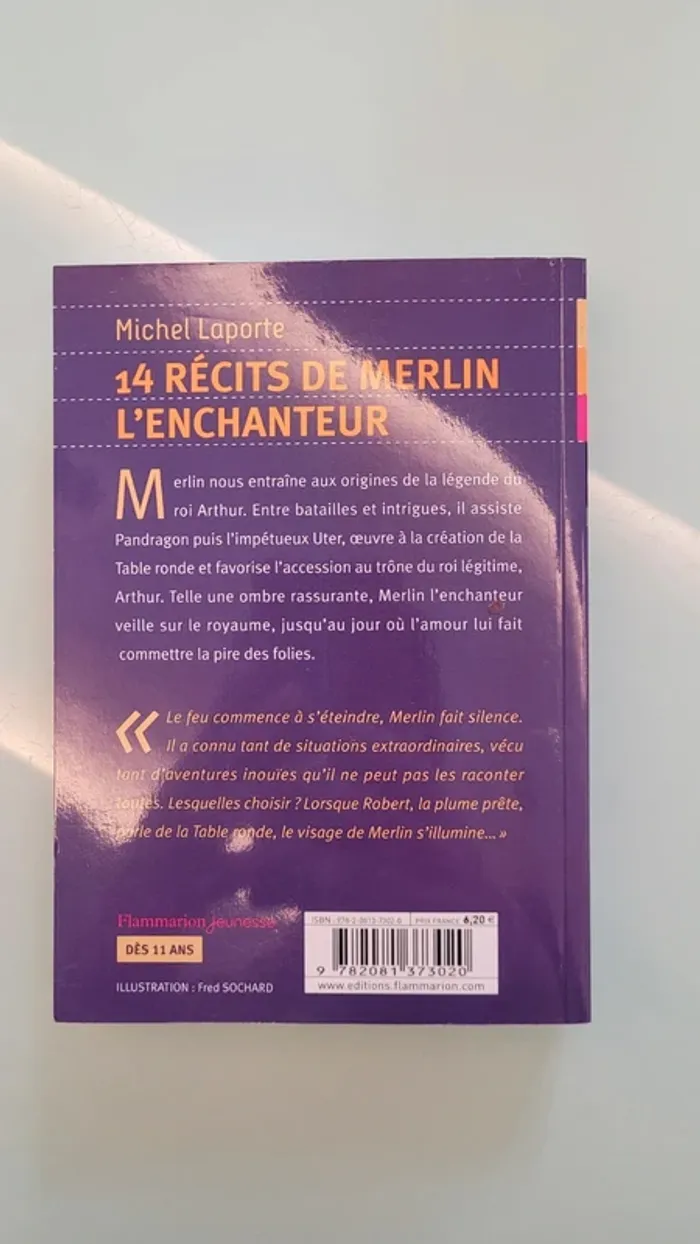 Michel Laporte
14 RÉCITS DE MERLIN
L'ENCHANTEUR
Merlin nous entraîne aux origines de la légende du
roi Arthur. Entre batailles et intrigues, il assiste
Pandragon puis l'impétueux Uter, œuvre à la création de la
Table ronde et favorise l'accession au trône du roi légitime,
Arthur. Telle une ombre rassurante, Merlin l'enchanteur
veille sur le royaume, jusqu'au jour où l'amour lui fait
commettre la pire des folies.
« Le feu commence à s'éteindre, Merlin fait silence.
Il a connu tant de situations extraordinaires, vécu
tant d'aventures inouïes qu'il ne peut pas les raconter
toutes. Lesquelles choisir ? Lorsque Robert, la plume prête,
parle de la Table ronde, le visage de Merlin s'illumine... »
Flammarion jeunesse
DÈS 11 ANS
ILLUSTRATION : Fred SOCHARD
ISBN : 978-2-0813-7302-0 PRIX FRANCE 6,20 €
9 782081 373020
www.editions.flammarion.com